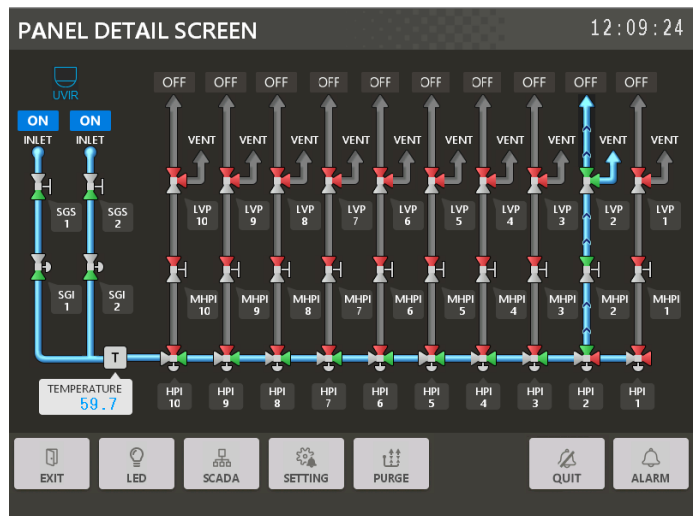 PANEL DETAIL SCREEN 12:09:24
UVIR
OFF OFF OFF OFF OFF OFF OFF OFF OFF OFF
ON ON
INLET INLET
VENT VENT VENT VENT VENT VENT VENT VENT VENT VENT
SGS SGS LVP LVP LVP LVP LVP LVP LVP LVP LVP LVP
1 2 10 9 8 7 6 5 4 3 2 1
SGI SGI MHPI MHPI MHPI MHPI MHPI MHPI MHPI MHPI MHPI MHPI
1 2 10 9 8 7 6 5 4 3 2 1
T
TEMPERATURE
59.7
HPI HPI HPI HPI HPI HPI HPI HPI HPI HPI
10 9 8 7 6 5 4 3 2 1
EXIT LED SCADA SETTING PURGE QUIT ALARM